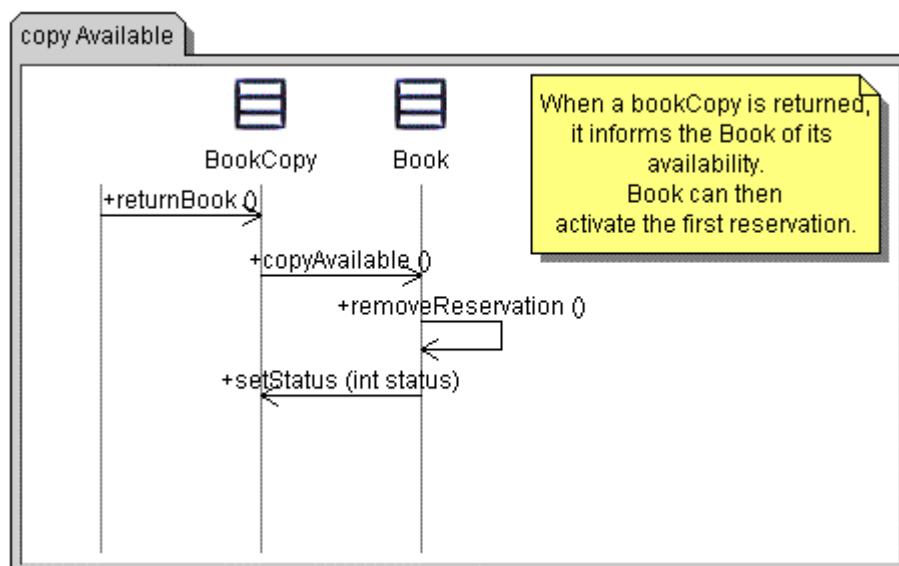 copy Available
BookCopy
Book
When a bookCopy is returned,
it informs the Book of its
availability.
Book can then
activate the first reservation.
+returnBook ()
+copyAvailable ()
+removeReservation ()
+setStatus (int status)